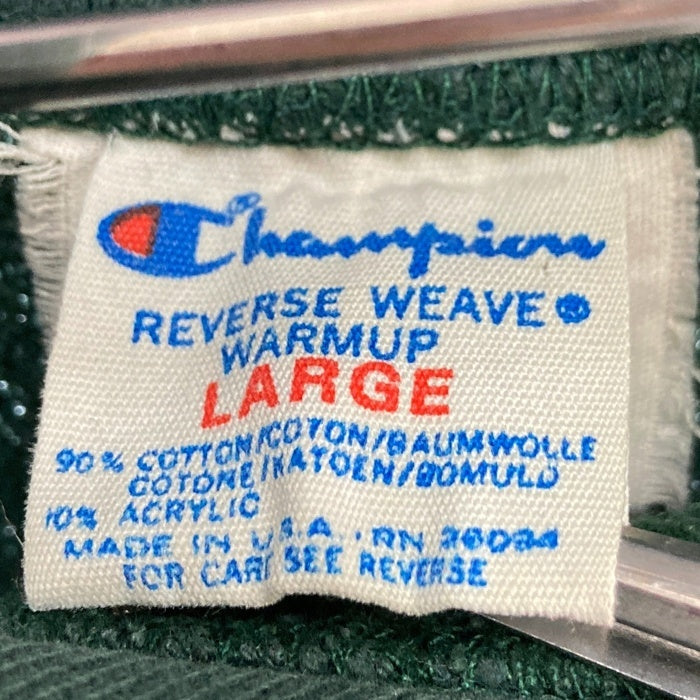 Champion®
REVERSE WEAVE®
WARMUP
LARGE
90% COTTON/COTON/BAUMWOLLE
COTONE/KATOEN/BOMULD
10% ACRYLIC
MADE IN U.S.A. . RN 26094
FOR CARE SEE REVERSE